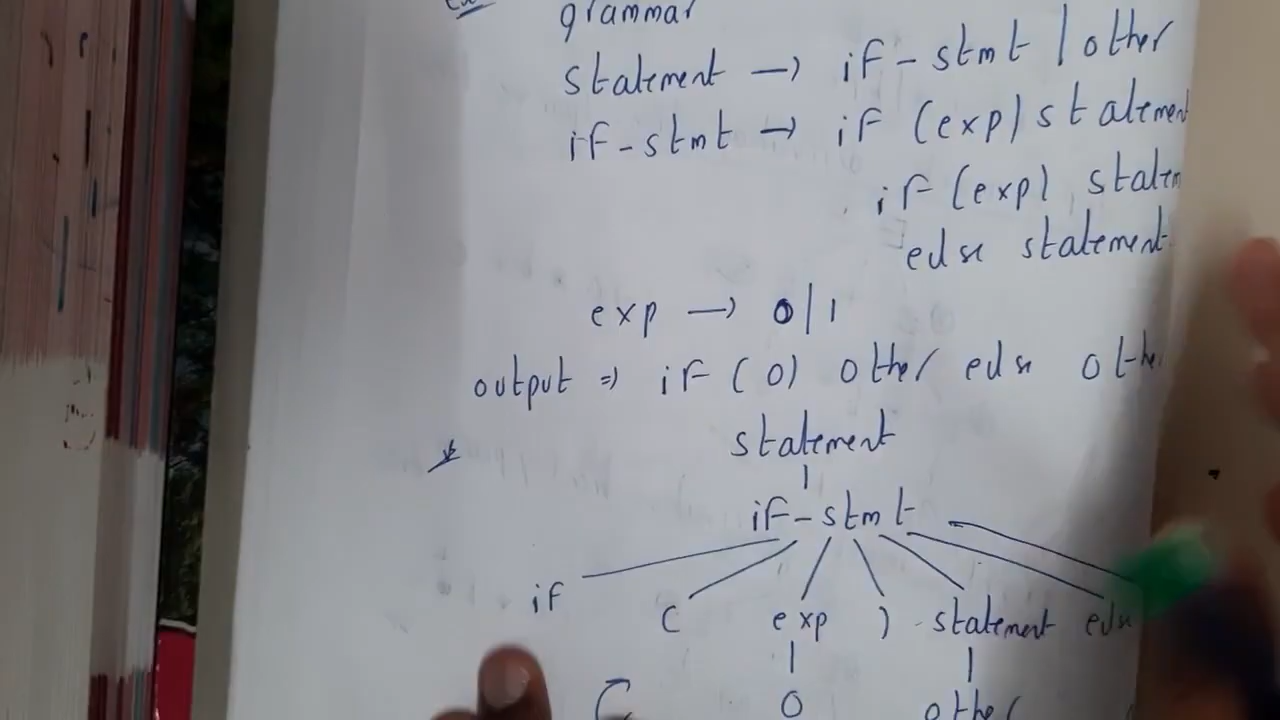 grammar
statement → if-stmt | other
if-stmt → if (exp) statement
if (exp) statem
else statement
exp → 0|1
output ⇒ if (0) other else othe
statement
if-stmt
if ( exp ) statement else
0 other